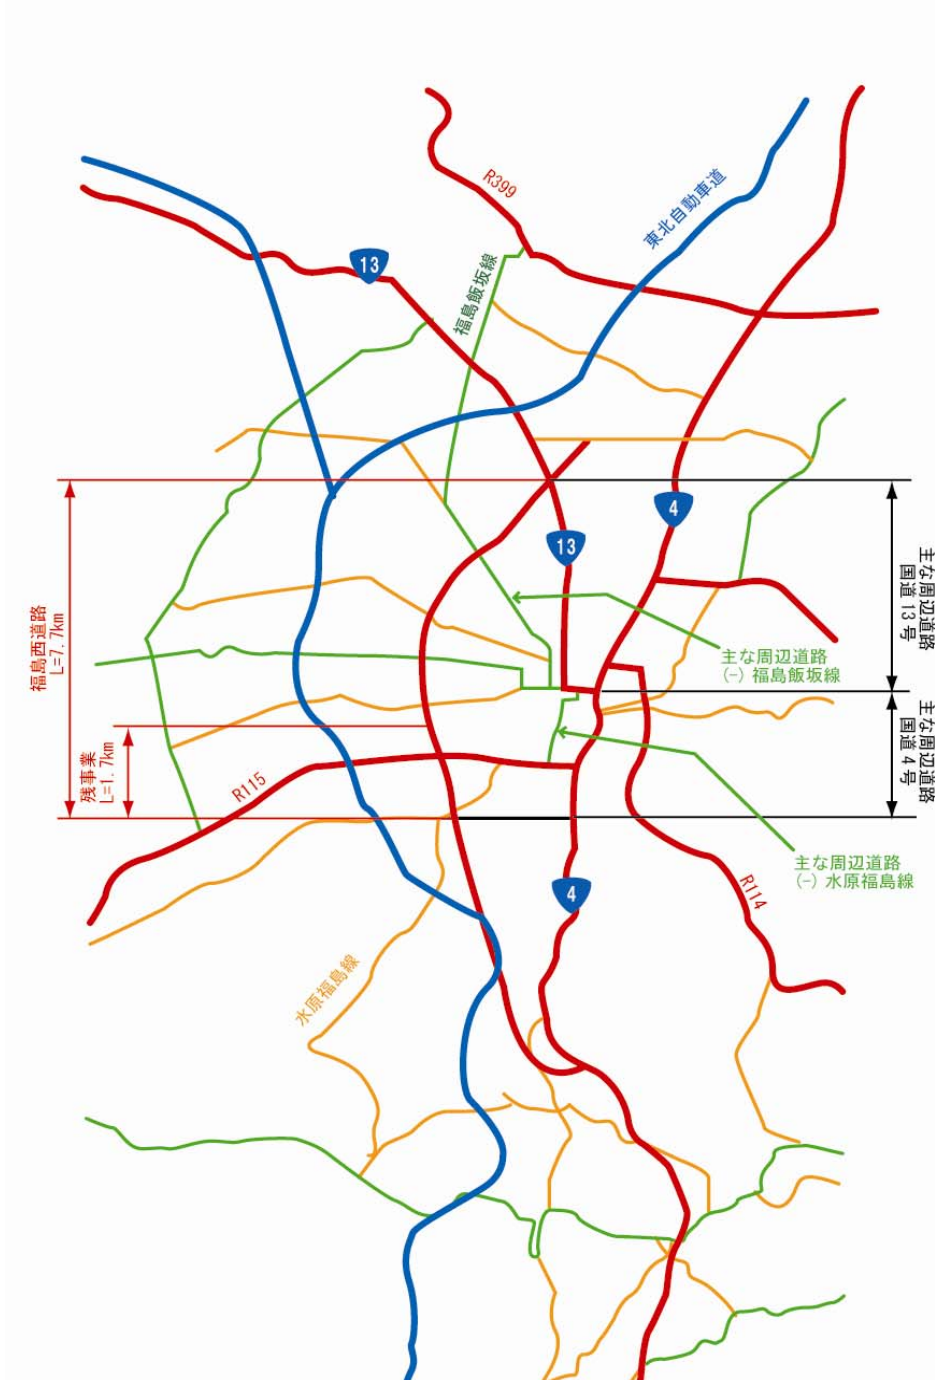 R399
東北自動車道
13
福島飯坂線
4
13
主な周辺道路
国道13号
福島西道路
L=7.7km
主な周辺道路
(-) 福島飯坂線
主な周辺道路
国道4号
残事業
L=1.7km
R115
主な周辺道路
(-) 水原福島線
R114
4
水原福島線